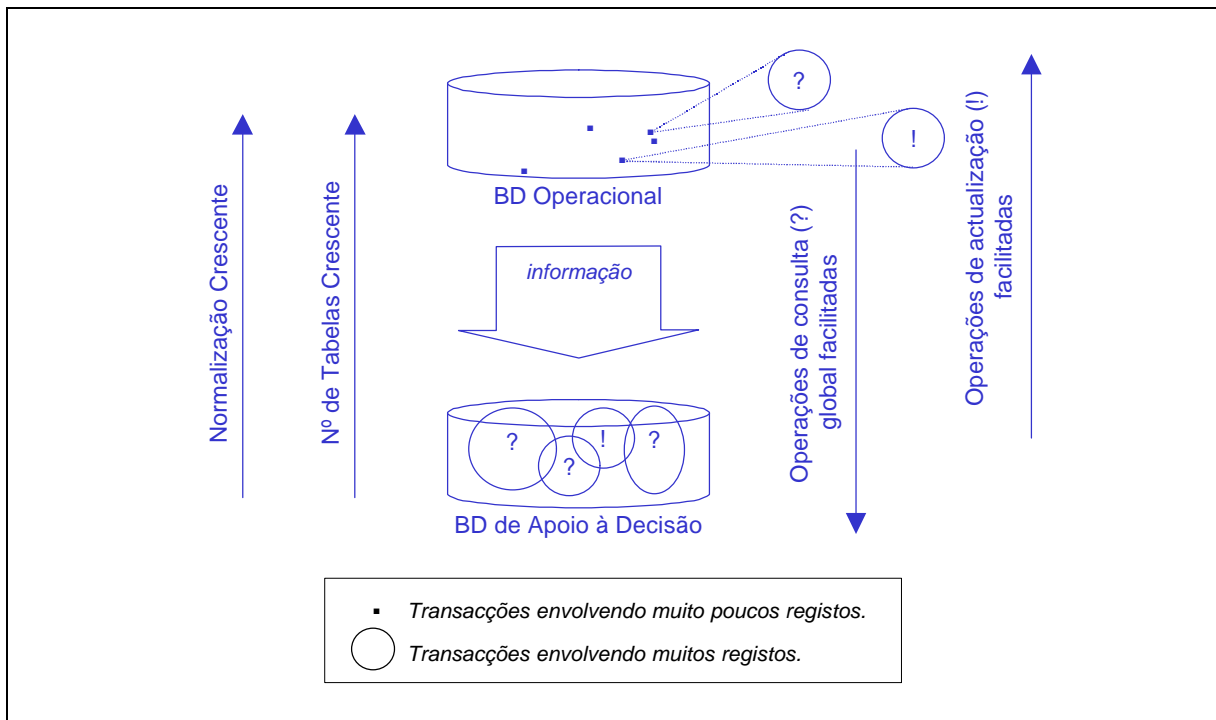 ?
!
BD Operacional
Normalização Crescente
Nº de Tabelas Crescente
informação
Operações de consulta (?)
global facilitadas
Operações de actualização (!)
facilitadas
?
?
!
?
BD de Apoio à Decisão
Transacções envolvendo muito poucos registos.
Transacções envolvendo muitos registos.